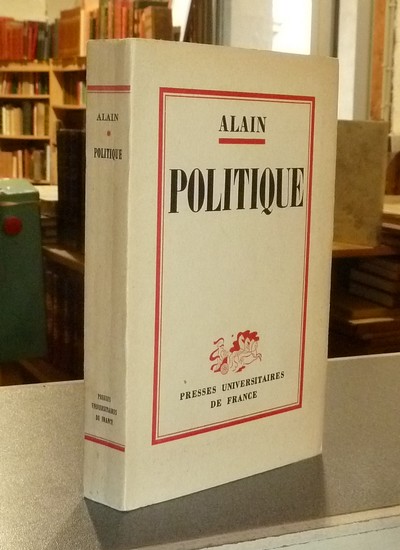 ALAIN
POLITIQUE
PRESSES
UNIVERSITAIRES
DE FRANCE
ALAIN
POLITIQUE
PRESSES UNIVERSITAIRES
DE FRANCE